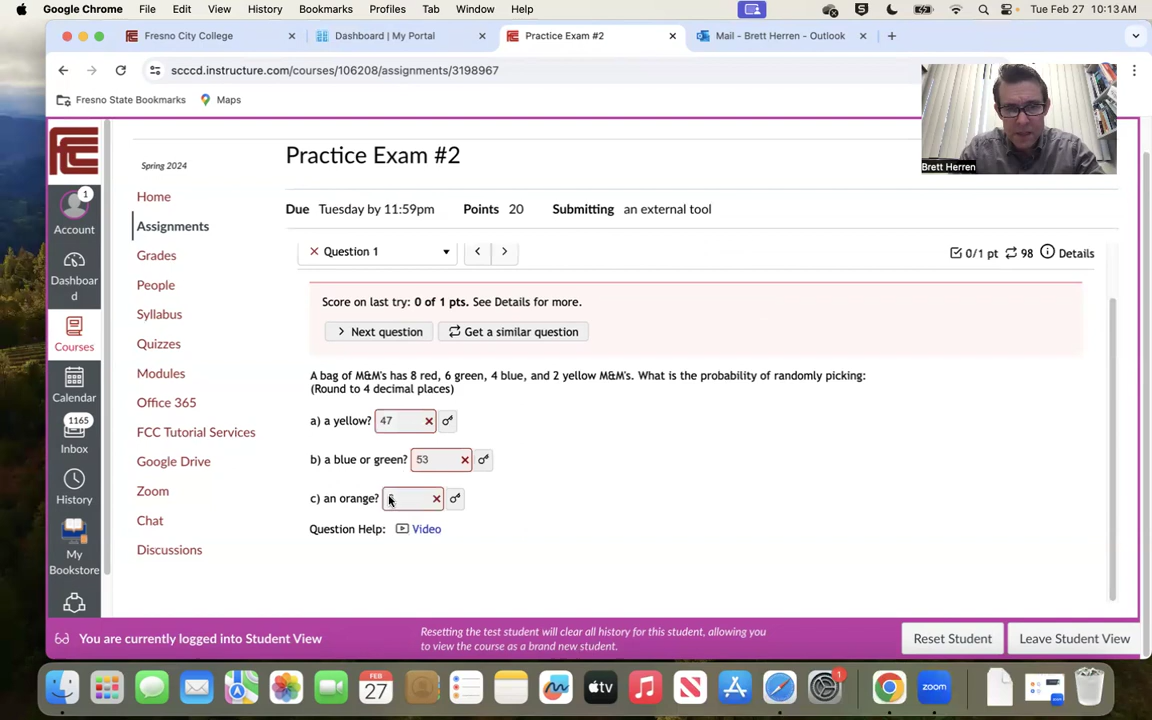 Google Chrome File Edit View History Bookmarks Profiles Tab Window Help Tue Feb 27 10:13 AM
Fresno City College Dashboard | My Portal Practice Exam #2 Mail - Brett Herren - Outlook
scccd.instructure.com/courses/106208/assignments/3198967
Fresno State Bookmarks Maps
Brett Herren
FCC
1
Account
Dashboar
d
Courses
Calendar
1165
Inbox
History
My
Bookstore
Spring 2024
Home
Assignments
Grades
People
Syllabus
Quizzes
Modules
Office 365
FCC Tutorial Services
Google Drive
Zoom
Chat
Discussions
Practice Exam #2
Due Tuesday by 11:59pm Points 20 Submitting an external tool
Question 1 0/1 pt 98 Details
Score on last try: 0 of 1 pts. See Details for more.
Next question Get a similar question
A bag of M&M's has 8 red, 6 green, 4 blue, and 2 yellow M&M's. What is the probability of randomly picking:
(Round to 4 decimal places)
a) a yellow? 47
b) a blue or green? 53
c) an orange?
Question Help: Video
You are currently logged into Student View
Resetting the test student will clear all history for this student, allowing you
to view the course as a brand new student.
Reset Student Leave Student View
FEB
27
tv
1
zoom